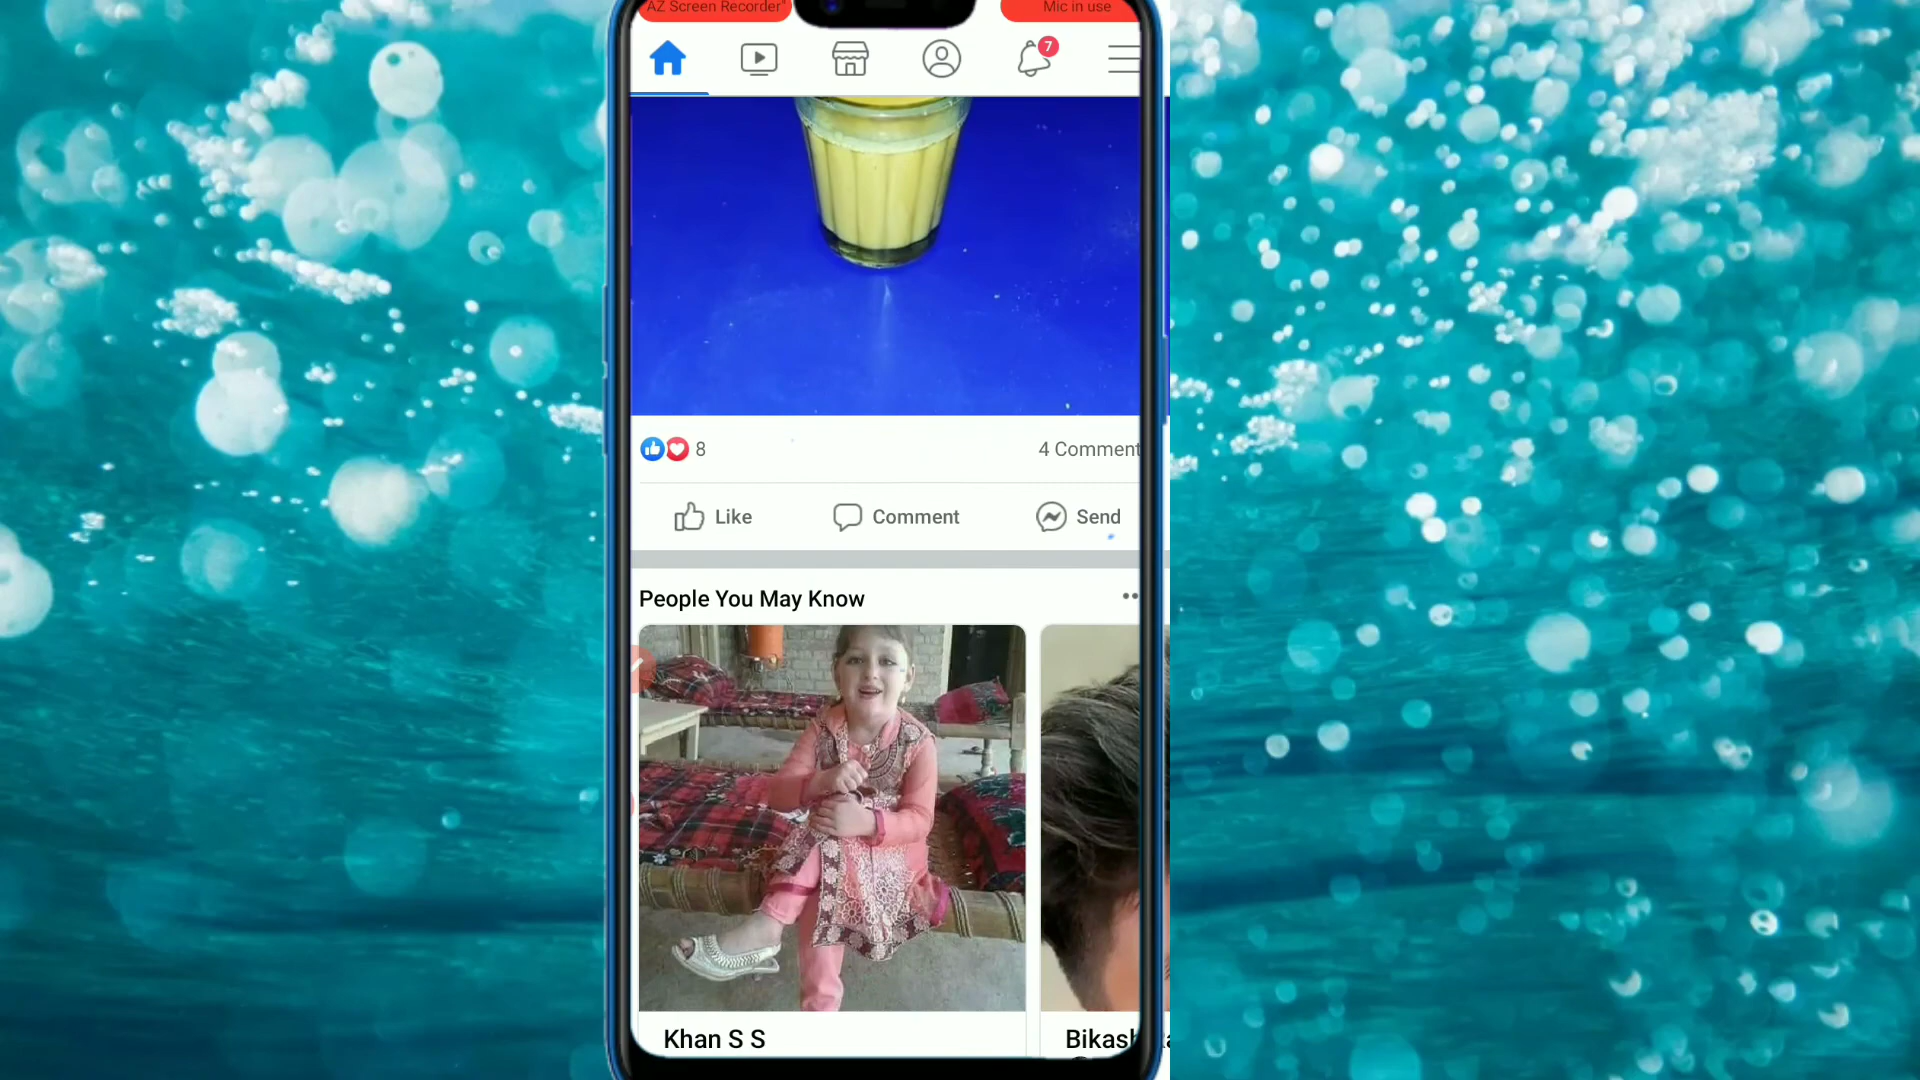 AZ Screen Recorder"
Mic in use
7
8
4 Comment
Like
Comment
Send
People You May Know
Khan S S